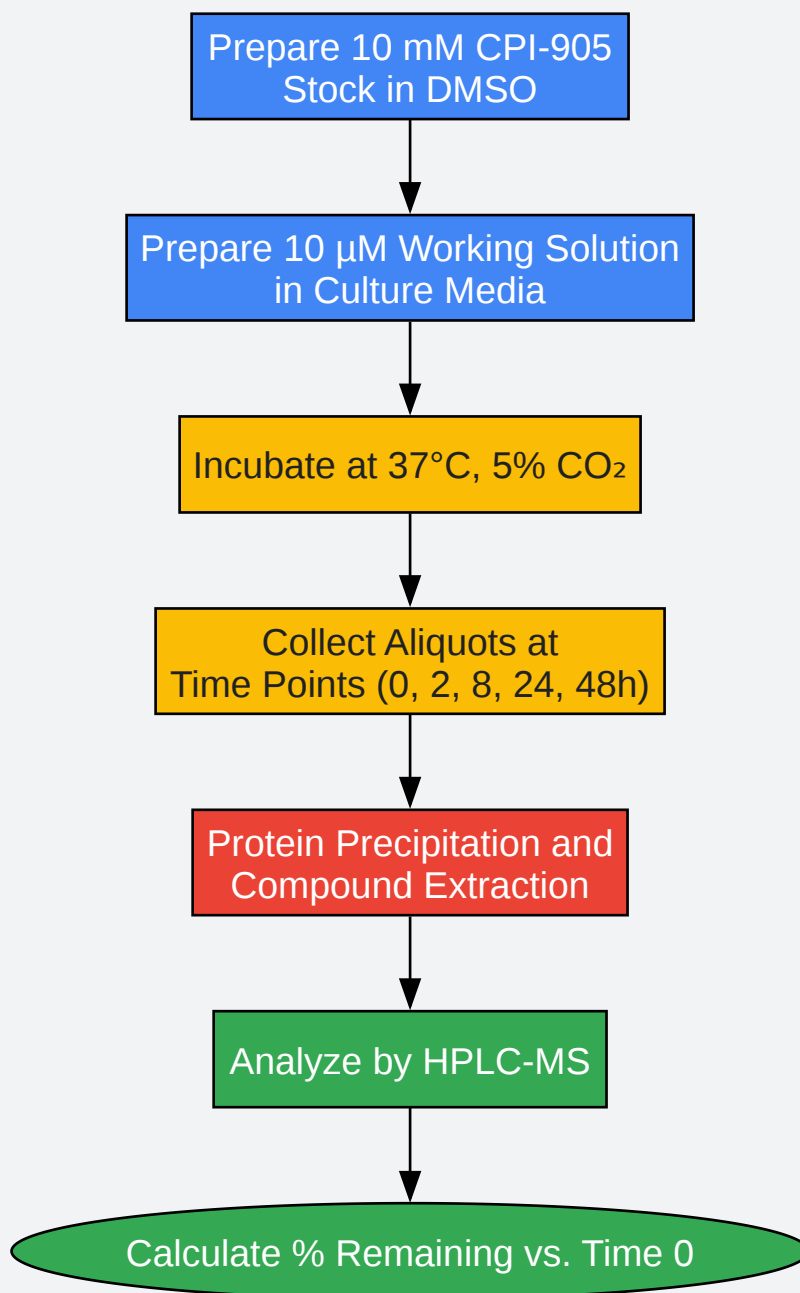 Prepare 10 mM CPI-905
Stock in DMSO
Prepare 10 µM Working Solution
in Culture Media
Incubate at 37°C, 5% CO₂
Collect Aliquots at
Time Points (0, 2, 8, 24, 48h)
Protein Precipitation and
Compound Extraction
Analyze by HPLC-MS
Calculate % Remaining vs. Time 0